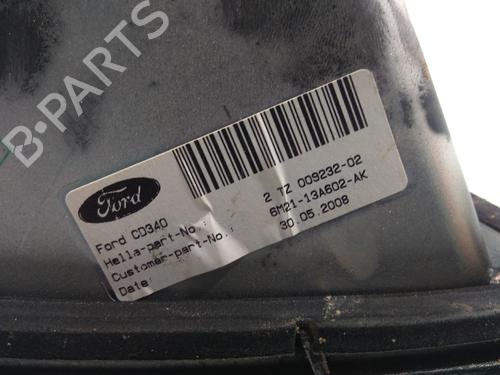 B-PARTS
Ford
Ford CD340
Hella-part-No.: 2 TZ 009232-02
Customer-part-No.: 6M21-13A602-AK
Date: 30.05.2008